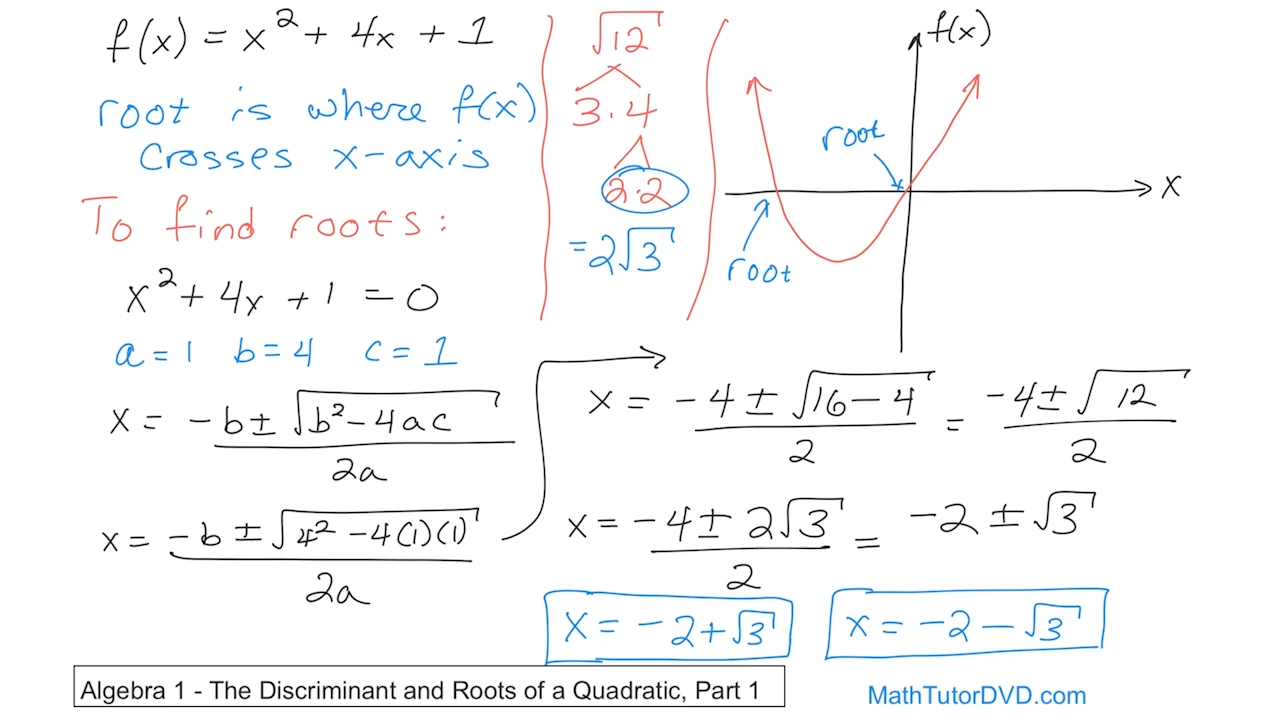 f(x) = x² + 4x + 1
root is where f(x)
crosses x-axis
To find roots:
x² + 4x + 1 = 0
a = 1 b = 4 c = 1
x = -b ± √(b² - 4ac) / 2a
x = -b ± √(4² - 4(1)(1)) / 2a
√12
3·4
2·2
= 2√3
f(x)
root
x
root
x = -4 ± √(16 - 4) / 2 = -4 ± √12 / 2
x = -4 ± 2√3 / 2 = -2 ± √3
x = -2 + √3 x = -2 - √3
Algebra 1 - The Discriminant and Roots of a Quadratic, Part 1
MathTutorDVD.com